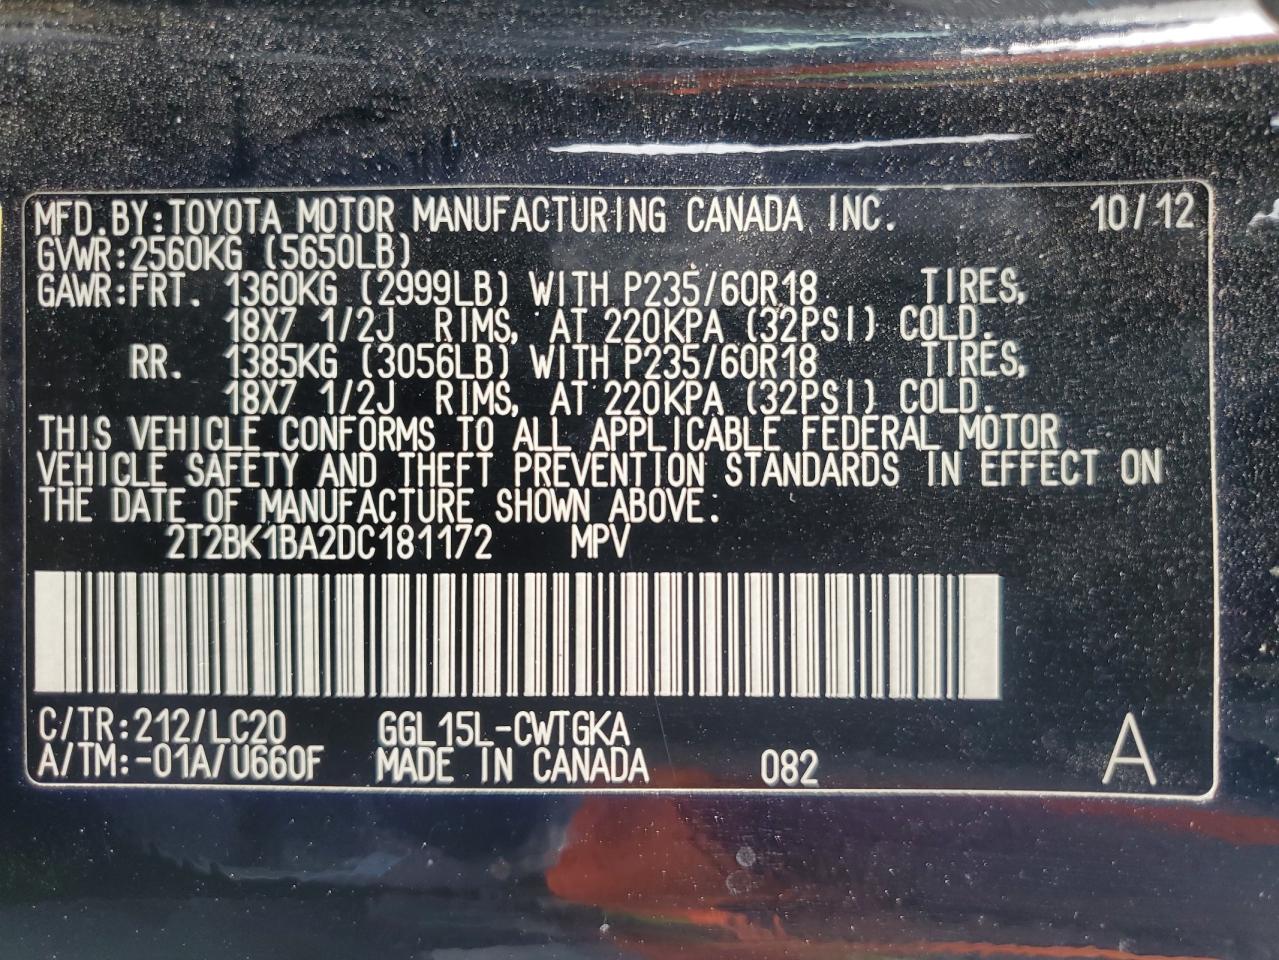 MFD.BY:TOYOTA MOTOR MANUFACTURING CANADA INC. 10/12
GVWR:2560KG (5650LB)
GAWR:FRT. 1360KG (2999LB) WITH P235/60R18 TIRES,
18X7 1/2J RIMS, AT 220KPA (32PSI) COLD.
RR. 1385KG (3056LB) WITH P235/60R18 TIRES,
18X7 1/2J RIMS, AT 220KPA (32PSI) COLD.
THIS VEHICLE CONFORMS TO ALL APPLICABLE FEDERAL MOTOR
VEHICLE SAFETY AND THEFT PREVENTION STANDARDS IN EFFECT ON
THE DATE OF MANUFACTURE SHOWN ABOVE.
2T2BK1BA2DC181172 MPV
C/TR:212/LC20 GGL15L-CWTGKA
A/TM:-01A/U660F MADE IN CANADA 082 A